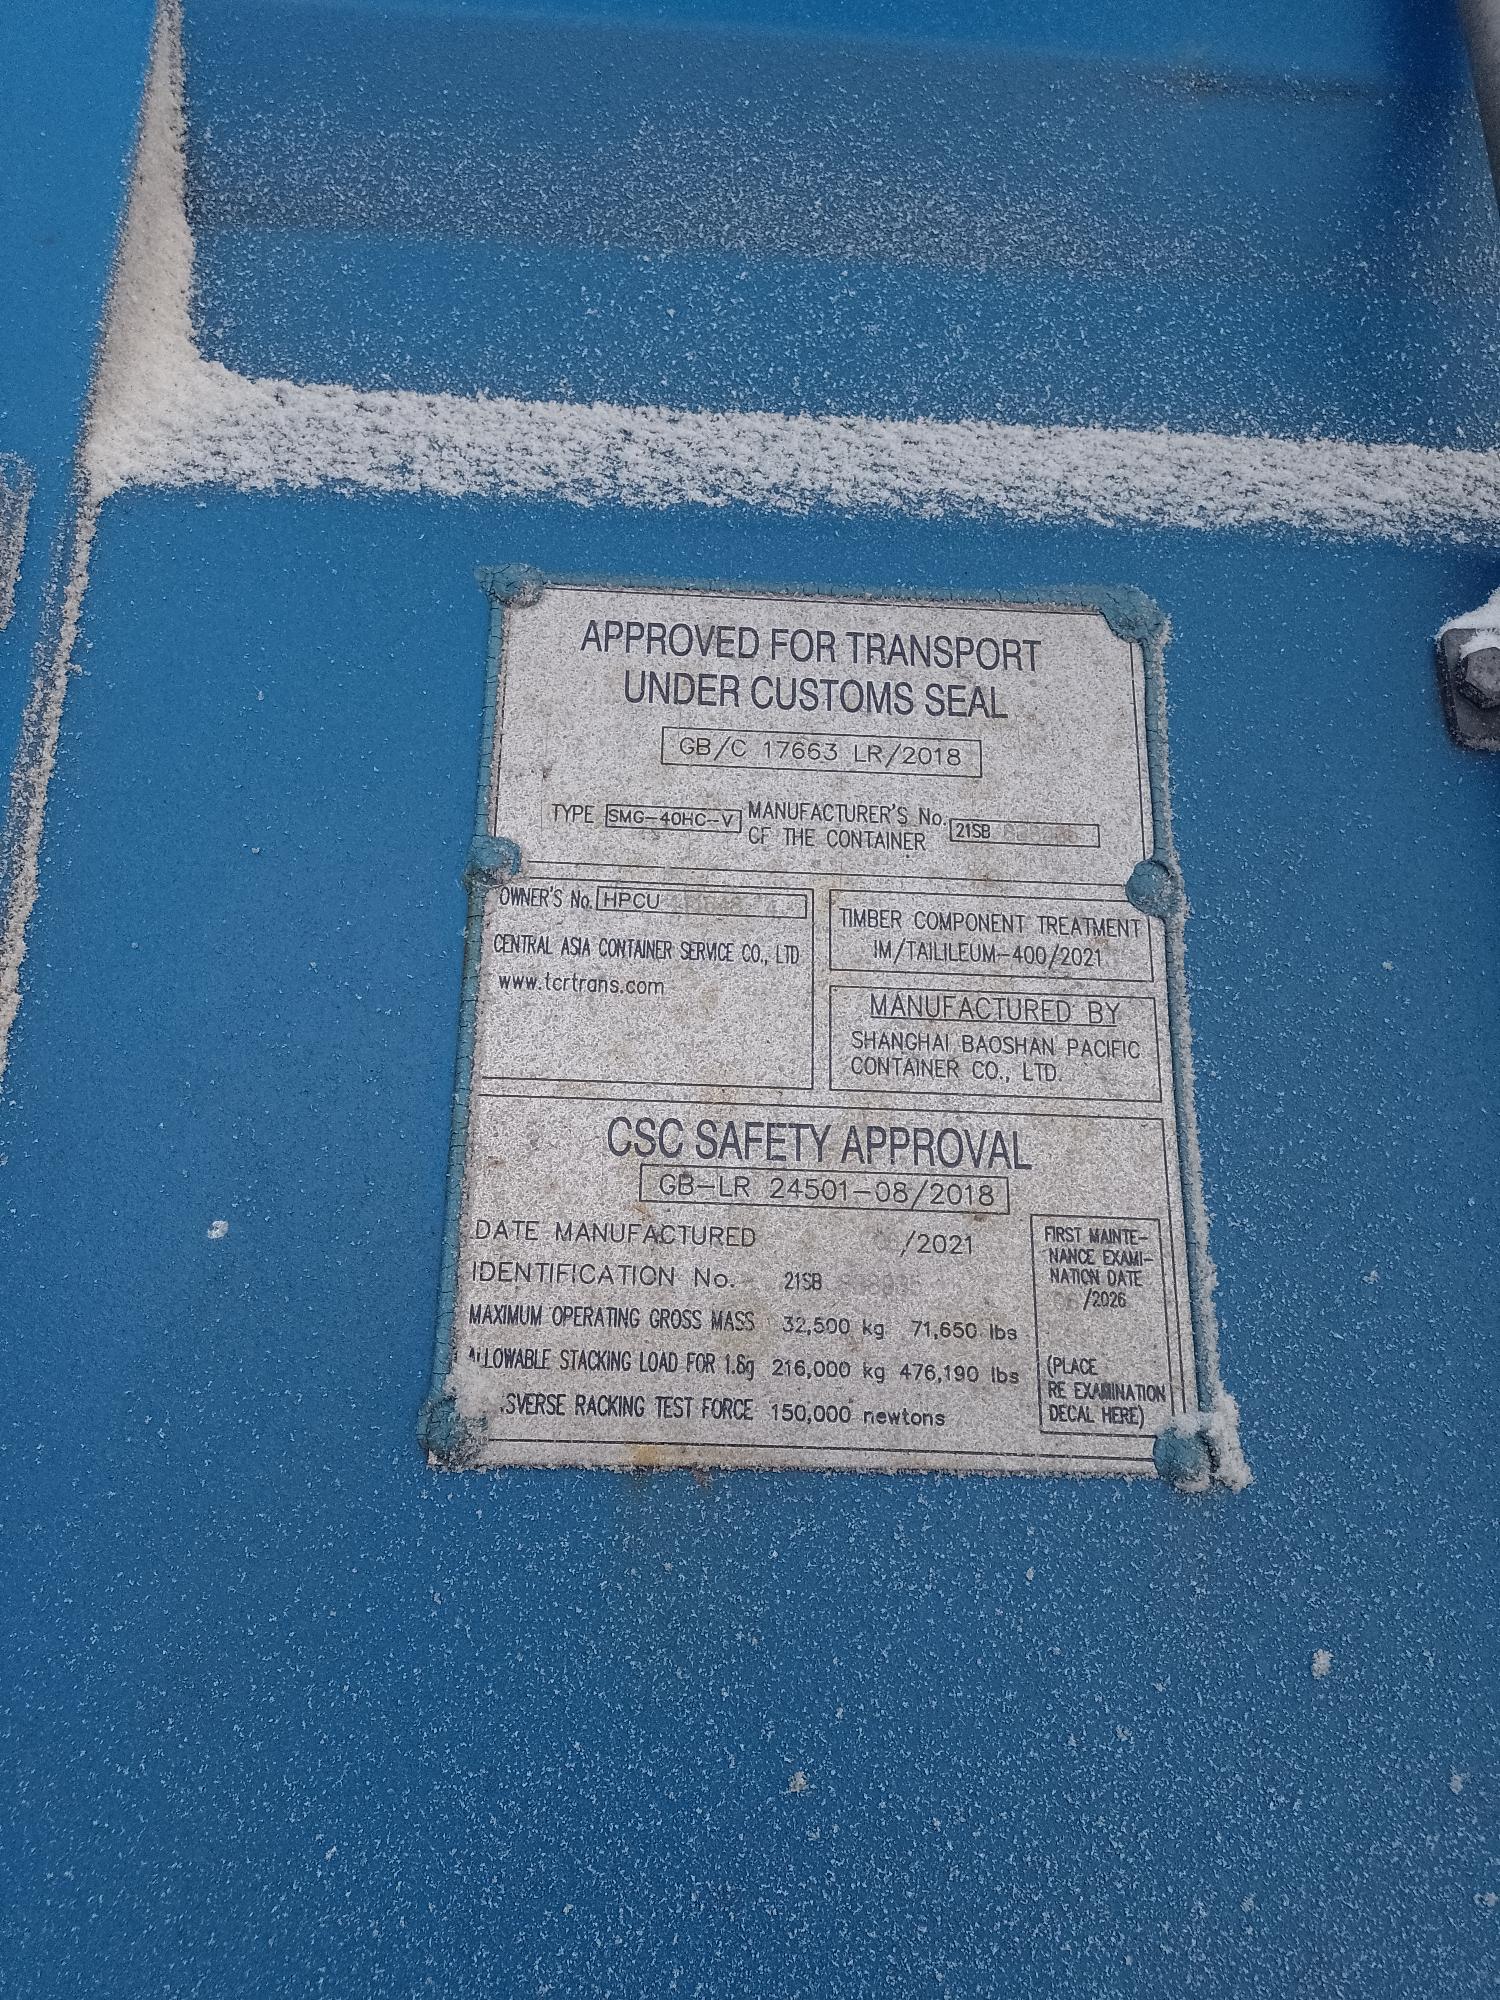 APPROVED FOR TRANSPORT
UNDER CUSTOMS SEAL
GB/C 17663 LR/2018
TYPE SMG-40HC-V MANUFACTURER'S No.
OF THE CONTAINER 21SB
OWNER'S No. HPCU
CENTRAL ASIA CONTAINER SERVICE CO., LTD
www.tcrtrans.com
TIMBER COMPONENT TREATMENT
IM/TAILILEUM-400/2021
MANUFACTURED BY
SHANGHAI BAOSHAN PACIFIC
CONTAINER CO., LTD.
CSC SAFETY APPROVAL
GB-LR 24501-08/2018
DATE MANUFACTURED /2021
IDENTIFICATION No. 21SB
MAXIMUM OPERATING GROSS MASS 32,500 kg 71,650 lbs
ALLOWABLE STACKING LOAD FOR 1.8g 216,000 kg 476,190 lbs
SVERSE RACKING TEST FORCE 150,000 newtons
FIRST MAINTE-
NANCE EXAMI-
NATION DATE
/2026
(PLACE
RE EXAMINATION
DECAL HERE)